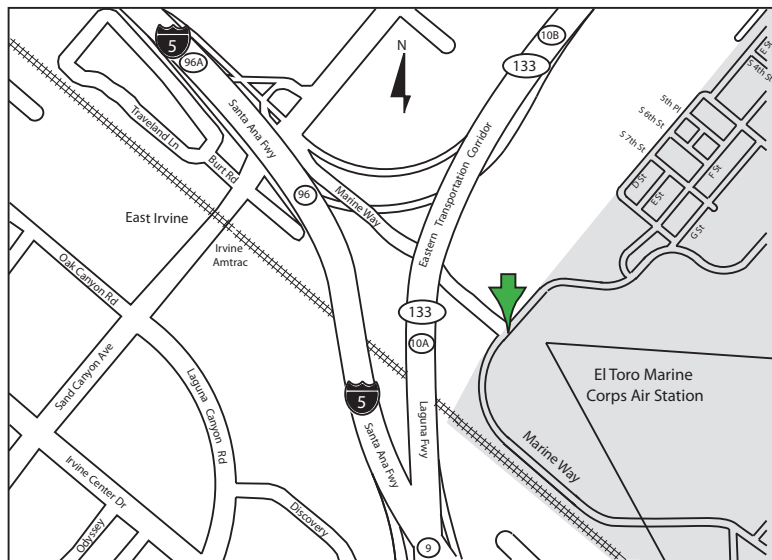 5
96A
10B
133
N
E St
S 4th St
5th Pl
S 6th St
S 7th St
Santa Ana Fwy
Traveland Ln
Burt Rd
Eastern Transportation Corridor
D St
E St
F St
G St
96
Marine Way
East Irvine
Irvine
Amtrac
Oak Canyon Rd
133
10A
Sand Canyon Ave
Laguna Canyon Rd
El Toro Marine
Corps Air Station
5
Laguna Fwy
Santa Ana Fwy
Marine Way
Irvine Center Dr
Odyssey
Discovery
9